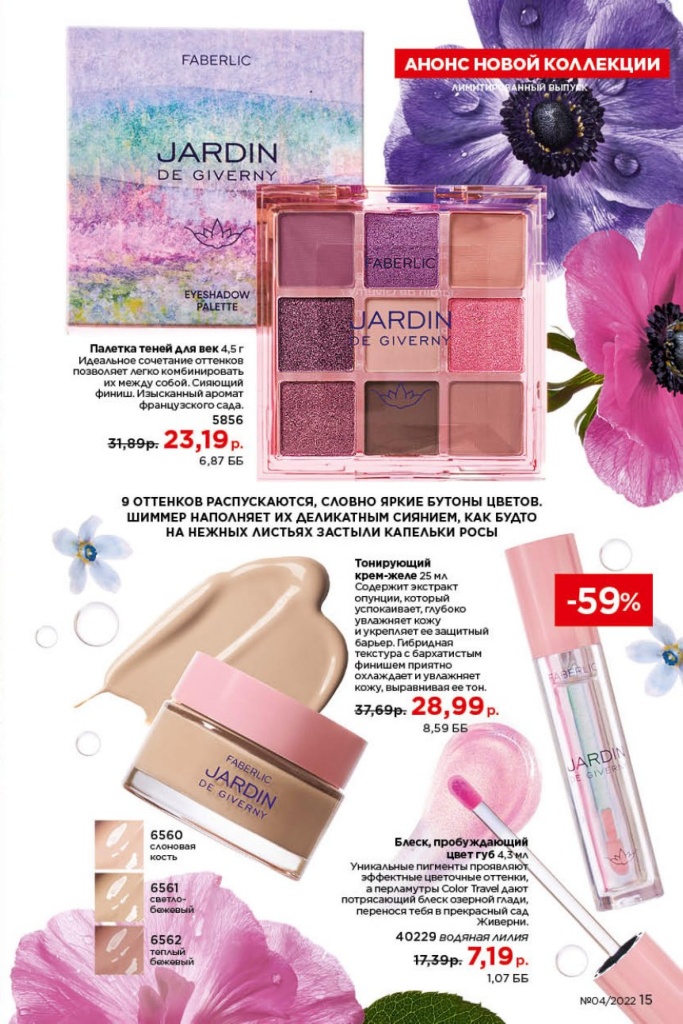 FABERLIC
АНОНС НОВОЙ КОЛЛЕКЦИИ
ЛИМИТИРОВАННЫЙ ВЫПУСК
JARDIN
DE GIVERNY
EYESHADOW
PALETTE
FABERLIC
JARDIN
DE GIVERNY
Палетка теней для век 4,5 г
Идеальное сочетание оттенков
позволяет легко комбинировать
их между собой. Сияющий
финиш. Изысканный аромат
французского сада.
5856
31,89р. 23,19 р.
6,87 ББ
9 ОТТЕНКОВ РАСПУСКАЮТСЯ, СЛОВНО ЯРКИЕ БУТОНЫ ЦВЕТОВ.
ШИММЕР НАПОЛНЯЕТ ИХ ДЕЛИКАТНЫМ СИЯНИЕМ, КАК БУДТО
НА НЕЖНЫХ ЛИСТЬЯХ ЗАСТЫЛИ КАПЕЛЬКИ РОСЫ
Тонирующий
крем-желе 25 мл
Содержит экстракт
опунции, который
успокаивает, глубоко
увлажняет кожу
и укрепляет ее защитный
барьер. Гибридная
текстура с бархатистым
финишем приятно
охлаждает и увлажняет
кожу, выравнивая ее тон.
37,69р. 28,99 р.
8,59 ББ
-59%
FABERLIC
JARDIN
DE GIVERNY
FABERLIC
JARDIN
DE GIVERNY
6560
слоновая
кость
6561
светло-
бежевый
6562
теплый
бежевый
Блеск, пробуждающий
цвет губ 4,3 мл
Уникальные пигменты проявляют
эффектные цветочные оттенки,
а перламутры Color Travel дают
потрясающий блеск озерной глади,
перенося тебя в прекрасный сад
Живерни.
40229 водяная лилия
17,39р. 7,19 р.
1,07 ББ
№04/2022 15